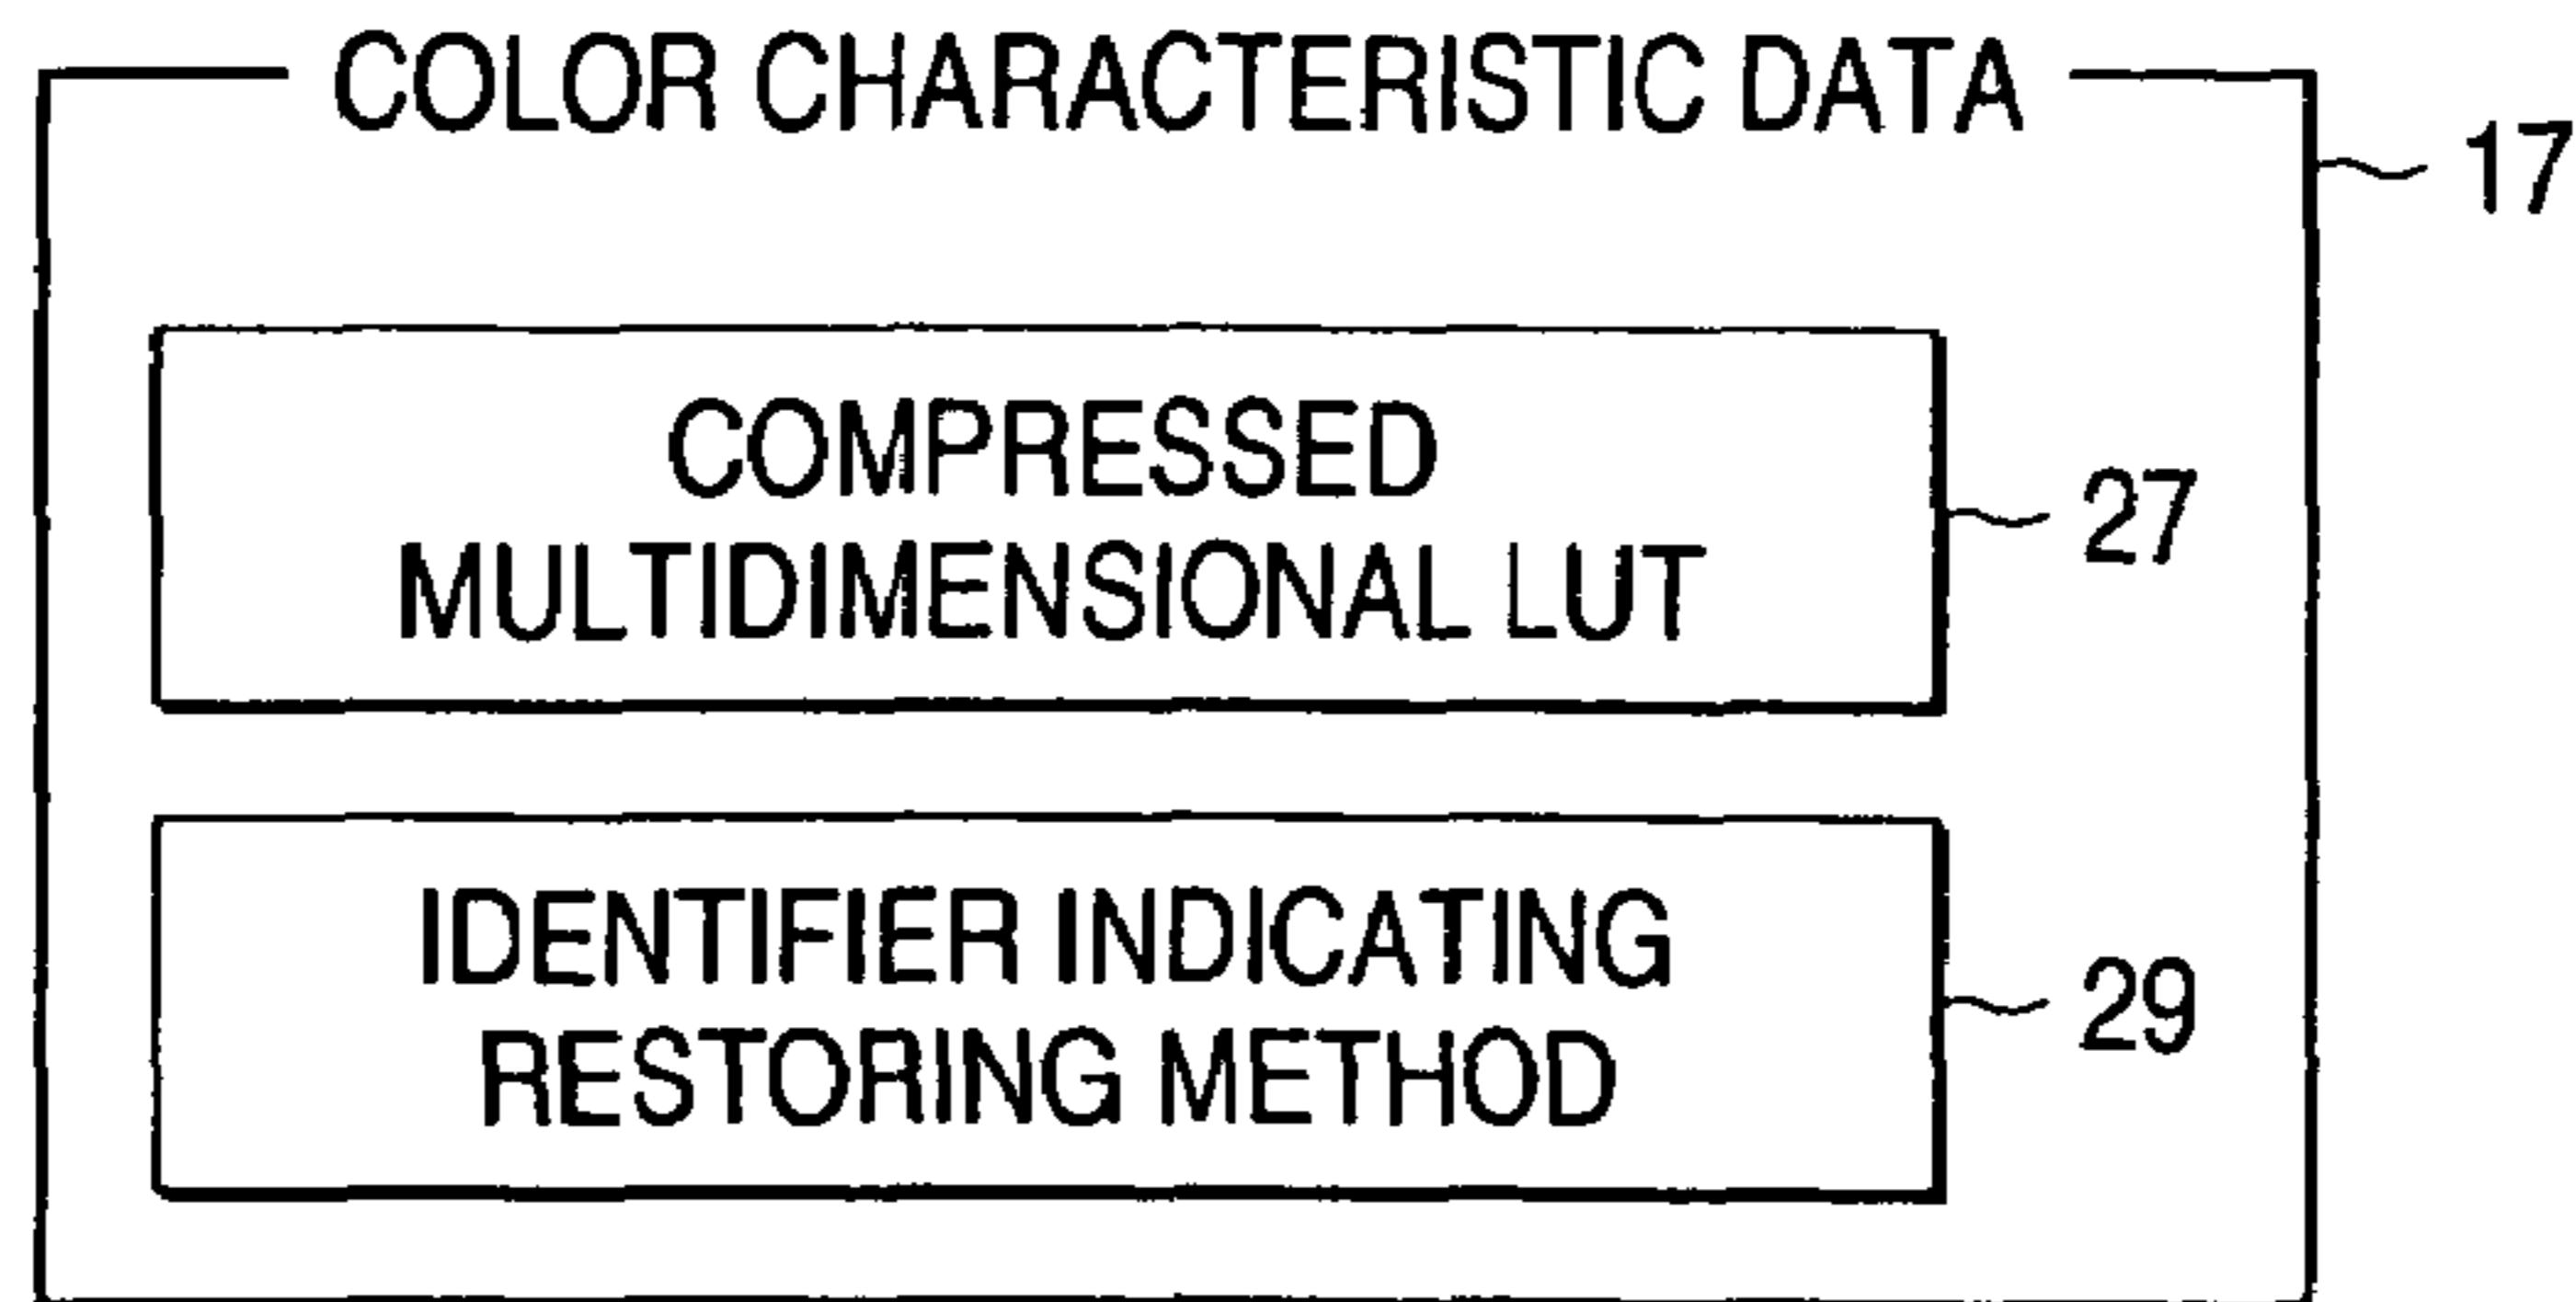 COLOR CHARACTERISTIC DATA
17
COMPRESSED
MULTIDIMENSIONAL LUT
27
IDENTIFIER INDICATING
RESTORING METHOD
29